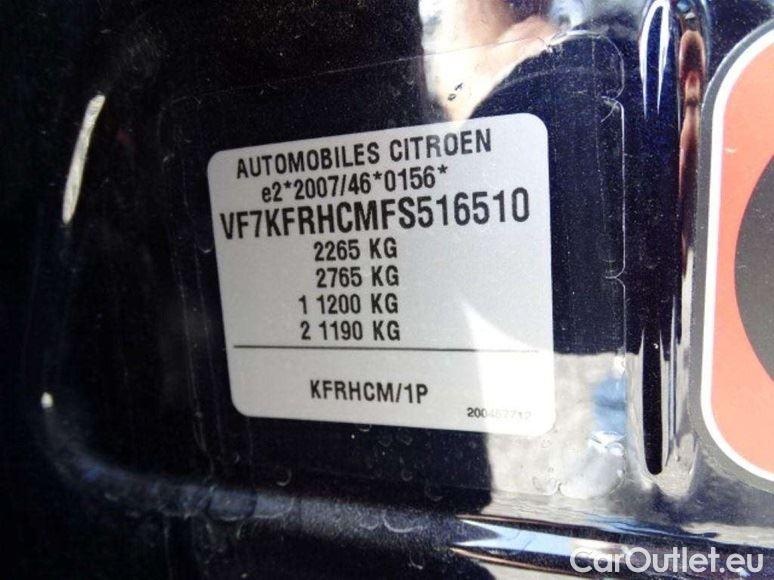 AUTOMOBILES CITROEN
e2*2007/46*0156*
VF7KFRHCMFS516510
2265 KG
2765 KG
1 1200 KG
2 1190 KG
KFRHCM/1P
200457712
CarOutlet.eu